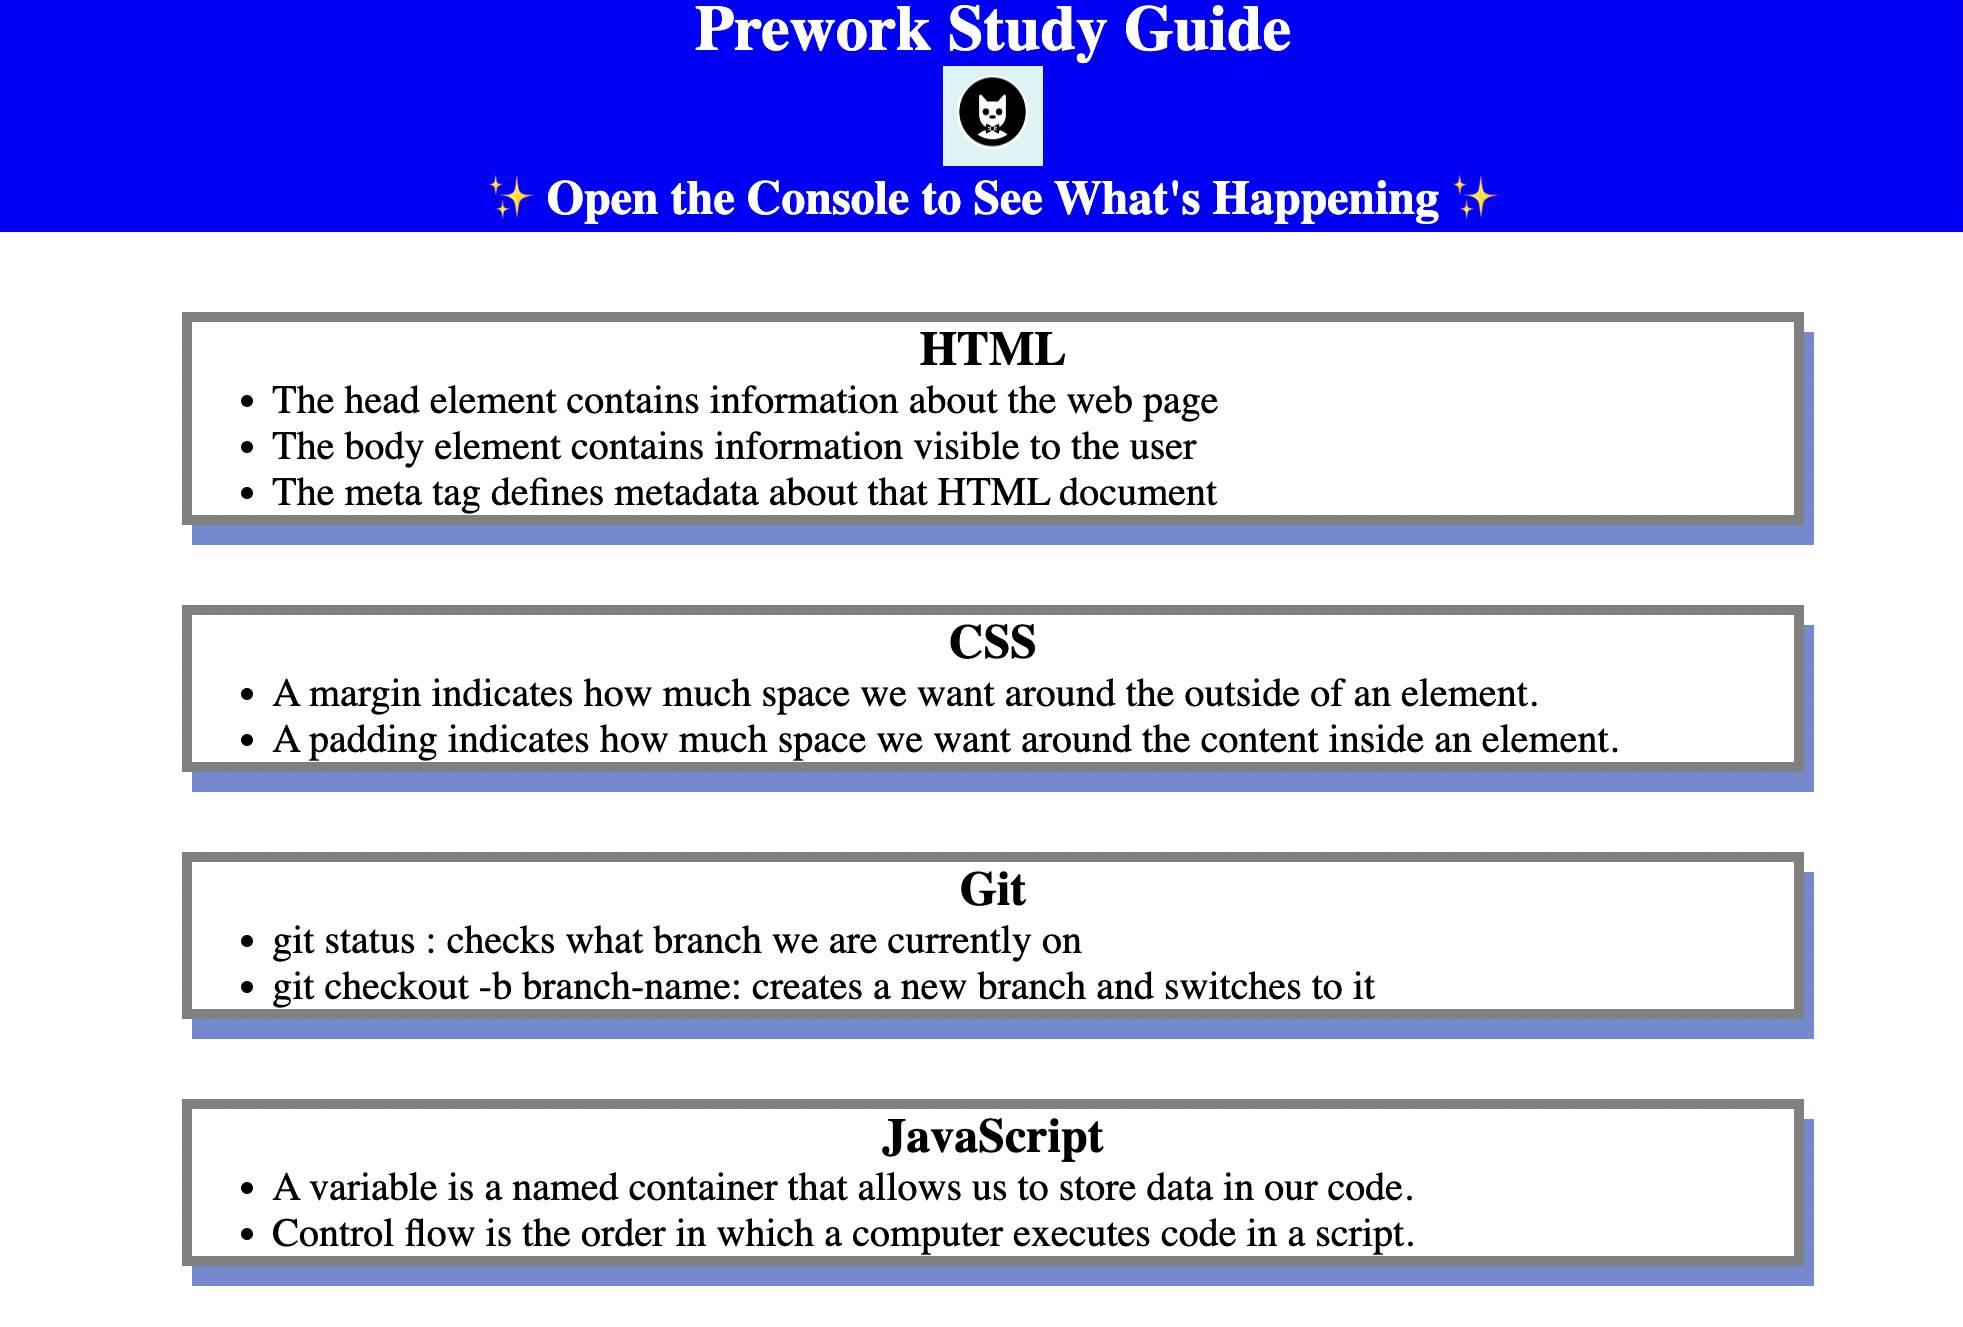 Prework Study Guide
✨ Open the Console to See What's Happening ✨
HTML
• The head element contains information about the web page
• The body element contains information visible to the user
• The meta tag defines metadata about that HTML document
CSS
• A margin indicates how much space we want around the outside of an element.
• A padding indicates how much space we want around the content inside an element.
Git
• git status : checks what branch we are currently on
• git checkout -b branch-name: creates a new branch and switches to it
JavaScript
• A variable is a named container that allows us to store data in our code.
• Control flow is the order in which a computer executes code in a script.